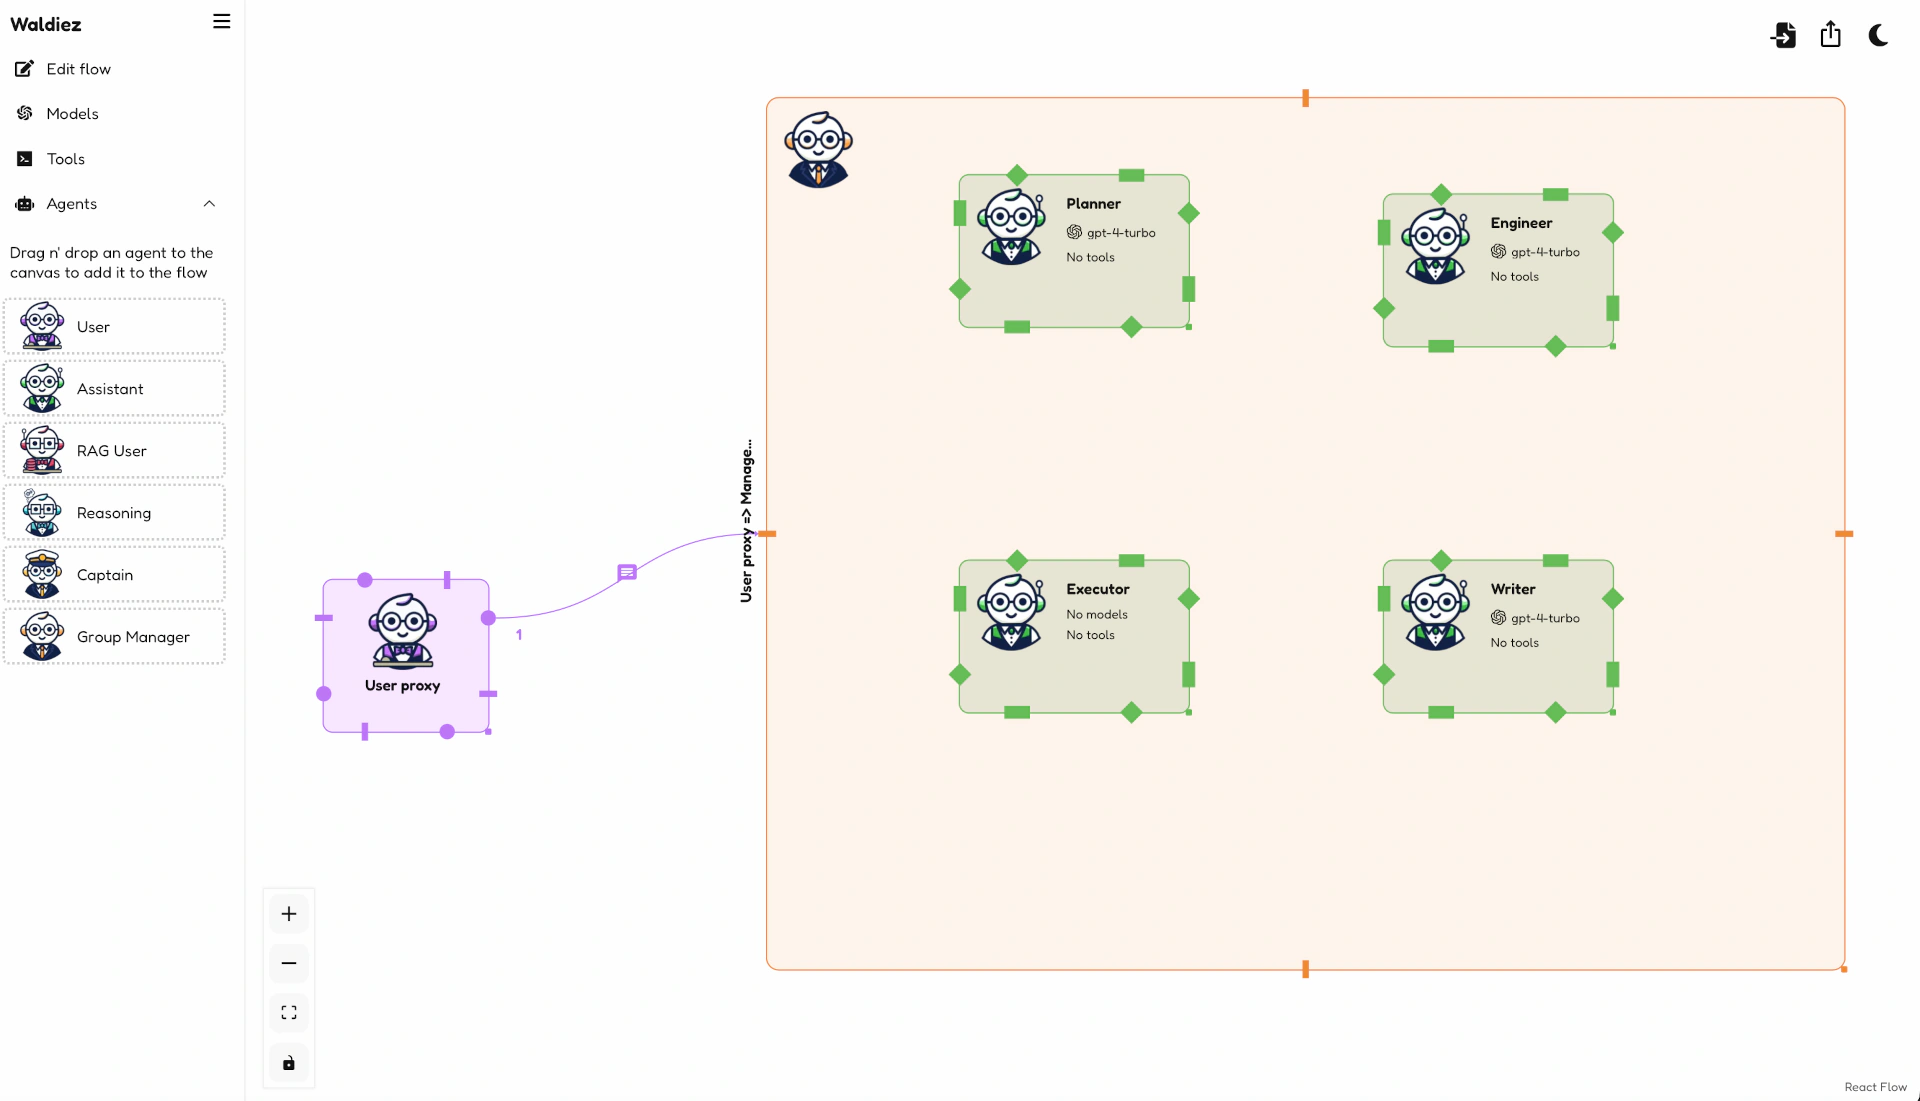 Waldiez
Edit flow
Models
Tools
Agents
Drag n' drop an agent to the
canvas to add it to the flow
User
Assistant
RAG User
Reasoning
Captain
Group Manager
User proxy
1
User proxy => Manage...
Planner
gpt-4-turbo
No tools
Engineer
gpt-4-turbo
No tools
Executor
No models
No tools
Writer
gpt-4-turbo
No tools
React Flow